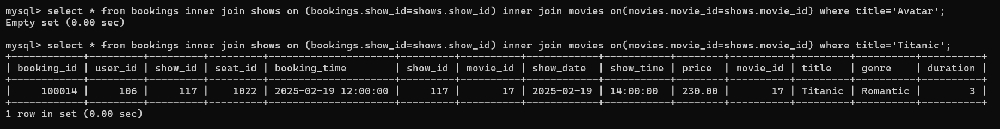 mysql> select * from bookings inner join shows on (bookings.show_id=shows.show_id) inner join movies on(movies.movie_id=shows.movie_id) where title='Avatar';
Empty set (0.00 sec)
mysql> select * from bookings inner join shows on (bookings.show_id=shows.show_id) inner join movies on(movies.movie_id=shows.movie_id) where title='Titanic';
+------------+---------+---------+---------+---------------------+---------+----------+------------+-----------+--------+----------+---------+----------+----------+
| booking_id | user_id | show_id | seat_id | booking_time        | show_id | movie_id | show_date  | show_time | price  | movie_id | title   | genre    | duration |
+------------+---------+---------+---------+---------------------+---------+----------+------------+-----------+--------+----------+---------+----------+----------+
|     100014 |     106 |     117 |    1022 | 2025-02-19 12:00:00 |     117 |       17 | 2025-02-19 | 14:00:00  | 230.00 |       17 | Titanic | Romantic |        3 |
+------------+---------+---------+---------+---------------------+---------+----------+------------+-----------+--------+----------+---------+----------+----------+
1 row in set (0.00 sec)